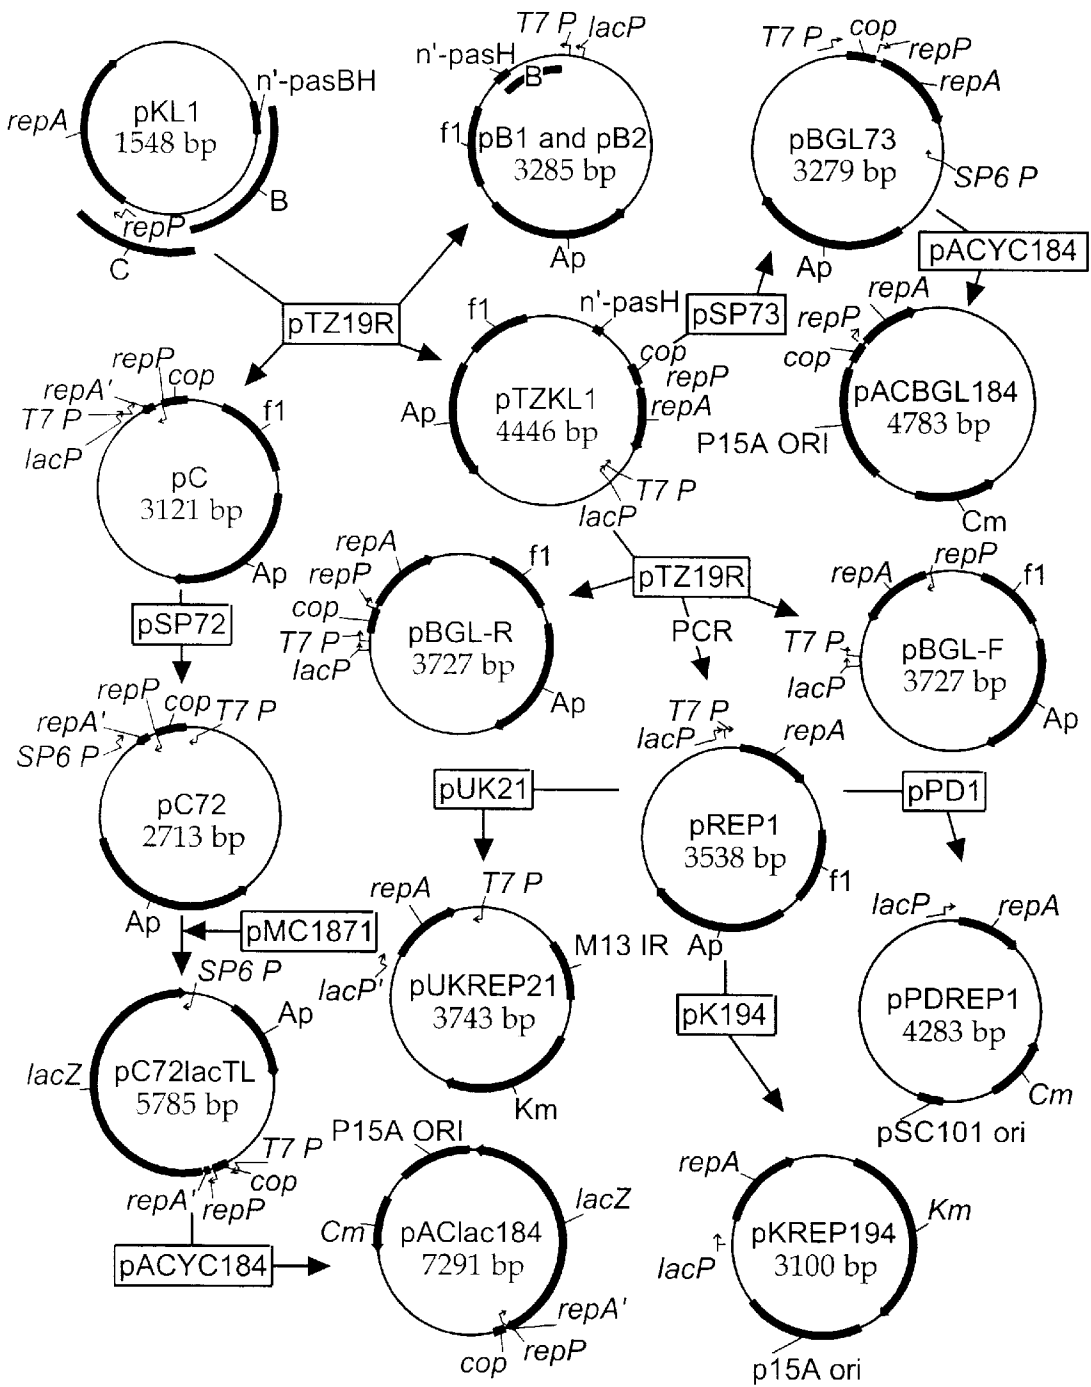 pKL1
1548 bp
repA
n'-pasBH
B
repP
C
T7 P
lacP
n'-pasH
B
f1
pB1 and pB2
3285 bp
Ap
T7 P
cop
repP
repA
pBGL73
3279 bp
SP6 P
Ap
pACYC184
pTZ19R
pSP73
f1
n'-pasH
cop
repP
repA
pTZKL1
4446 bp
Ap
T7 P
lacP
repA
repP
cop
pACBGL184
4783 bp
P15A ORI
Cm
repP
cop
repA'
T7 P
lacP
f1
pC
3121 bp
Ap
pSP72
repA
f1
repP
cop
T7 P
lacP
pBGL-R
3727 bp
Ap
pTZ19R
PCR
repP
repA
f1
T7 P
lacP
pBGL-F
3727 bp
Ap
repP
cop
T7 P
repA'
SP6 P
pC72
2713 bp
Ap
pMC1871
T7 P
lacP
repA
pREP1
3538 bp
f1
Ap
pUK21
pPD1
pK194
repA
T7 P
M13 IR
lacP'
pUKREP21
3743 bp
Km
lacP
repA
pPDREP1
4283 bp
Cm
pSC101 ori
SP6 P
Ap
lacZ
pC72lacTL
5785 bp
T7 P
cop
repA'
repP
pACYC184
P15A ORI
lacZ
Cm
pAClac184
7291 bp
repA'
repP
cop
repA
Km
pKREP194
3100 bp
lacP
p15A ori